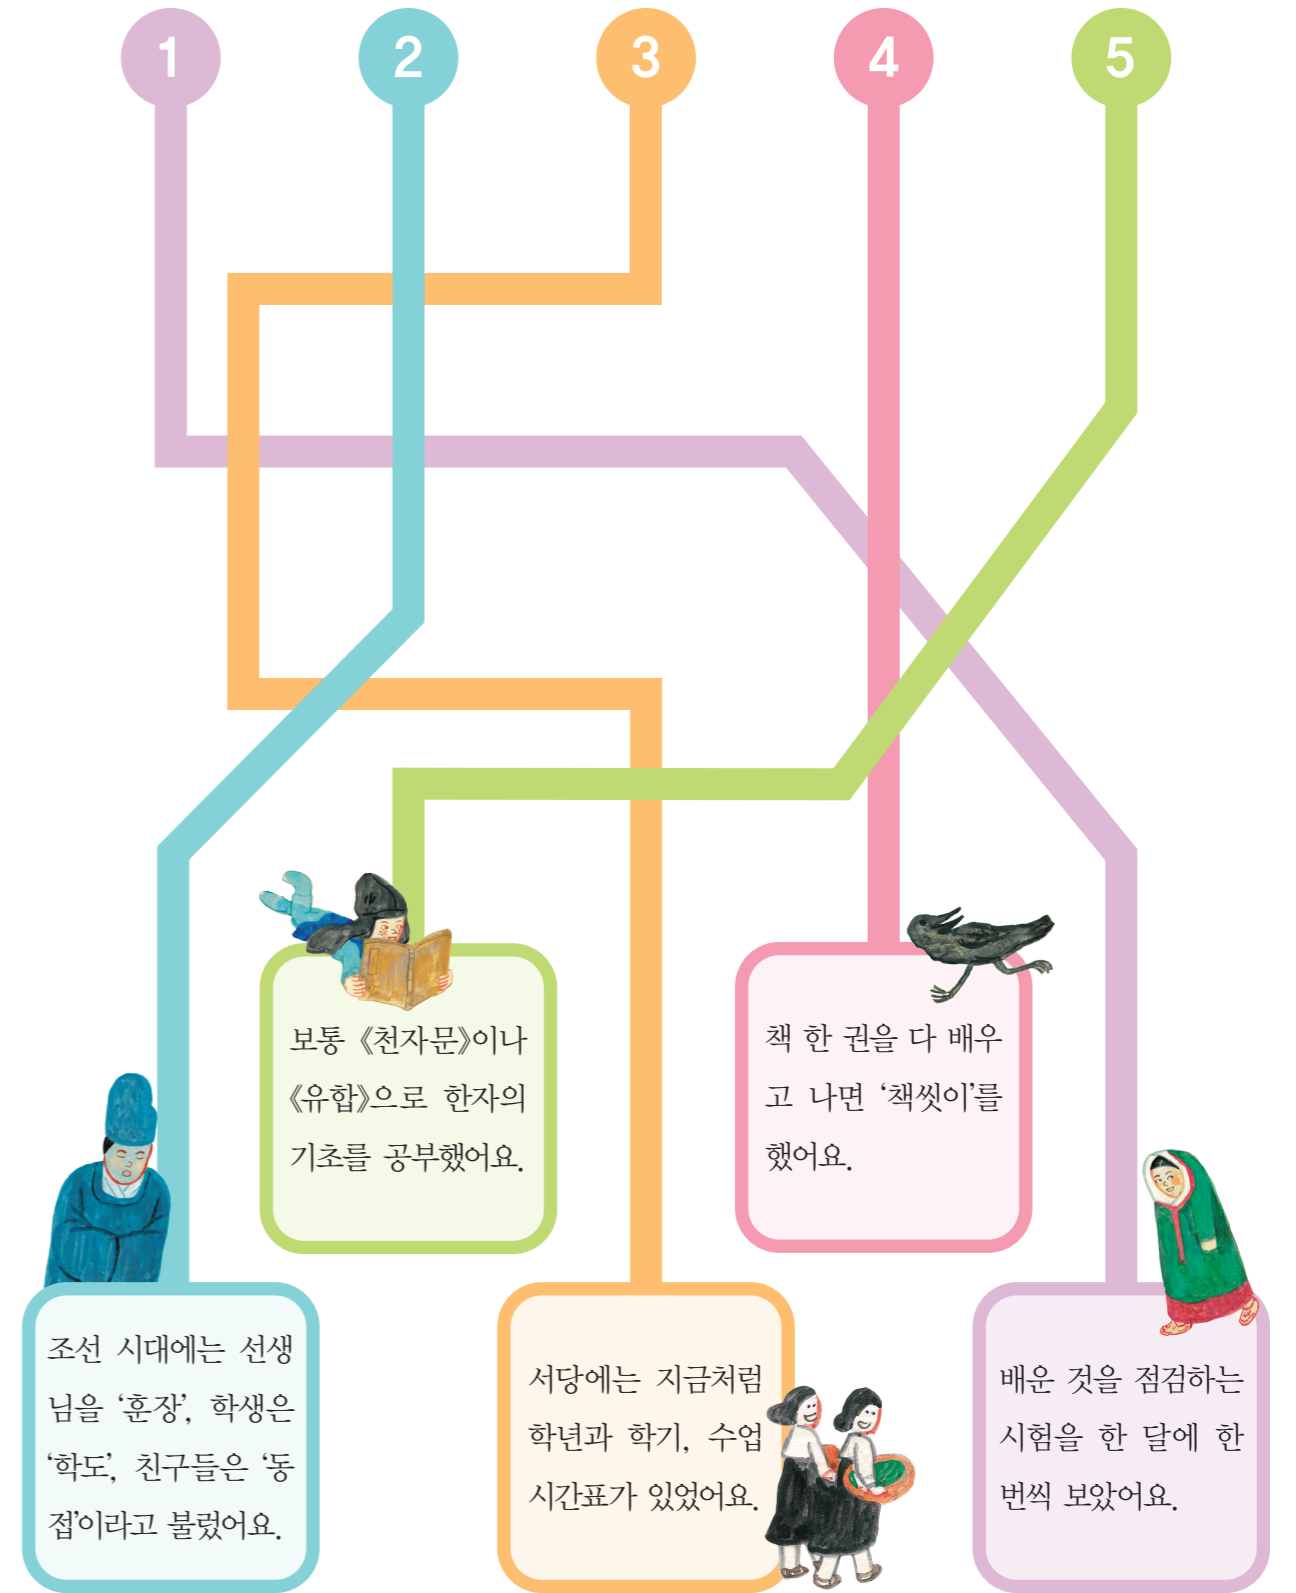 1
2
3
4
5
보통 《천자문》이나
《유합》으로 한자의
기초를 공부했어요.
책 한 권을 다 배우
고 나면 ‘책씻이’를
했어요.
조선 시대에는 선생
님을 ‘훈장’, 학생은
‘학도’, 친구들은 ‘동
접’이라고 불렀어요.
서당에는 지금처럼
학년과 학기, 수업
시간표가 있었어요.
배운 것을 점검하는
시험을 한 달에 한
번씩 보았어요.